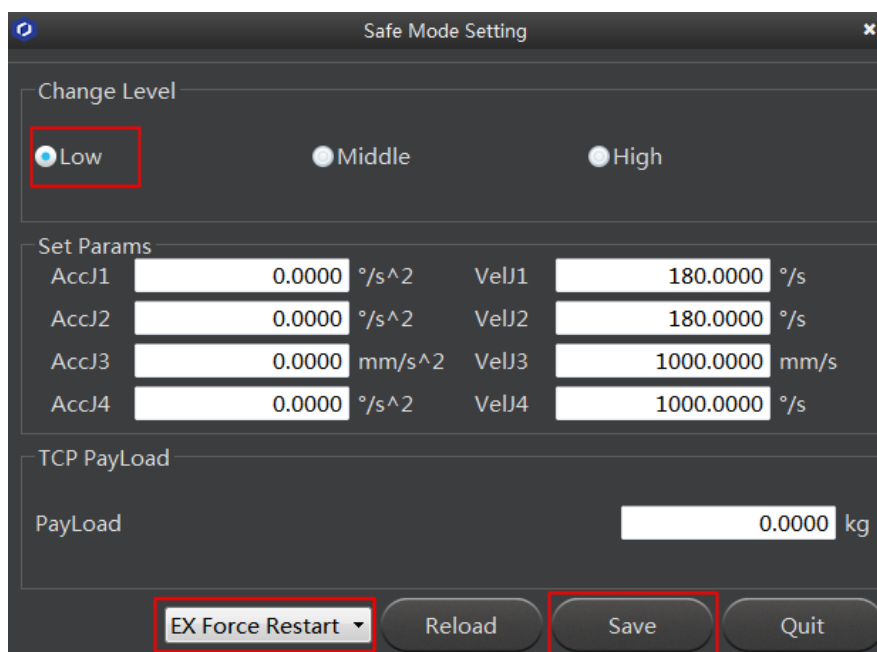 Safe Mode Setting
Change Level
Low Middle High
Set Params
AccJ1 0.0000 °/s^2 VelJ1 180.0000 °/s
AccJ2 0.0000 °/s^2 VelJ2 180.0000 °/s
AccJ3 0.0000 mm/s^2 VelJ3 1000.0000 mm/s
AccJ4 0.0000 °/s^2 VelJ4 1000.0000 °/s
TCP PayLoad
PayLoad 0.0000 kg
EX Force Restart Reload Save Quit